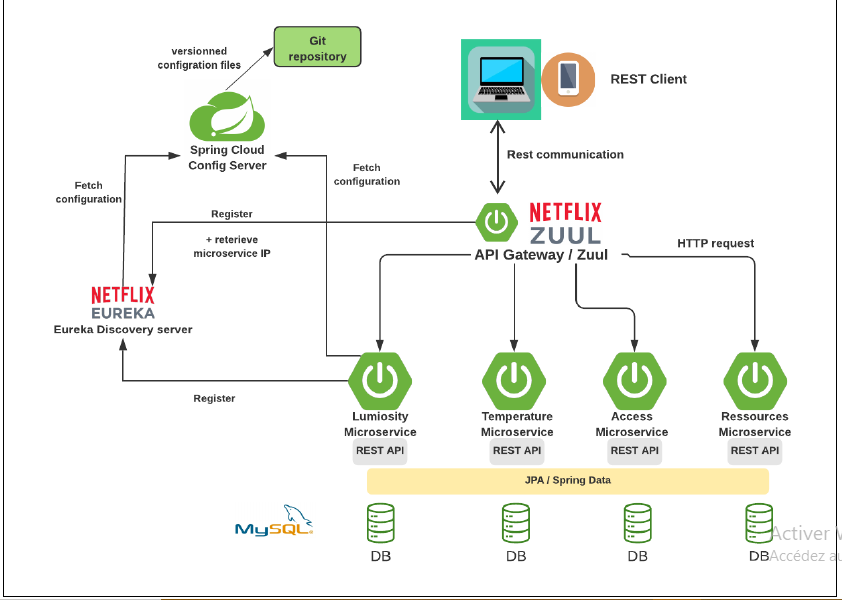 Git
repository
versionned
configration files
REST Client
Spring Cloud
Config Server
Rest communication
Fetch
configuration
Fetch
configuration
NETFLIX
ZUUL
Register
+ reterieve
microservice IP
HTTP request
API Gateway / Zuul
NETFLIX
EUREKA
Eureka Discovery server
Register
Lumiosity
Microservice
REST API
Temperature
Microservice
REST API
Access
Microservice
REST API
Ressources
Microservice
REST API
JPA / Spring Data
MySQL
DB
DB
DB
DB
Activer
Accédez